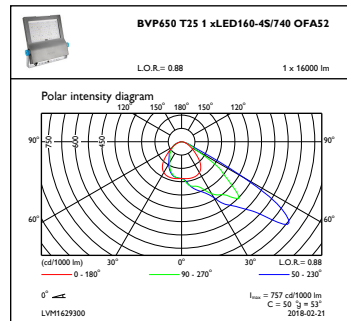 BVP650 T25 1 xLED160-4S/740 OFA52
L.O.R.= 0.88 1 x 16000 lm
Polar intensity diagram
120° 150° 180° 150° 120°
90° 750 600 450 90°
60° 60°
(cd/1000 lm) 30° 0° 30° L.O.R.= 0.88
0 - 180° 90 - 270° 50 - 230°
0° Imax = 757 cd/1000 lm
C = 50 °g = 53°
LVM1629300 2018-02-21